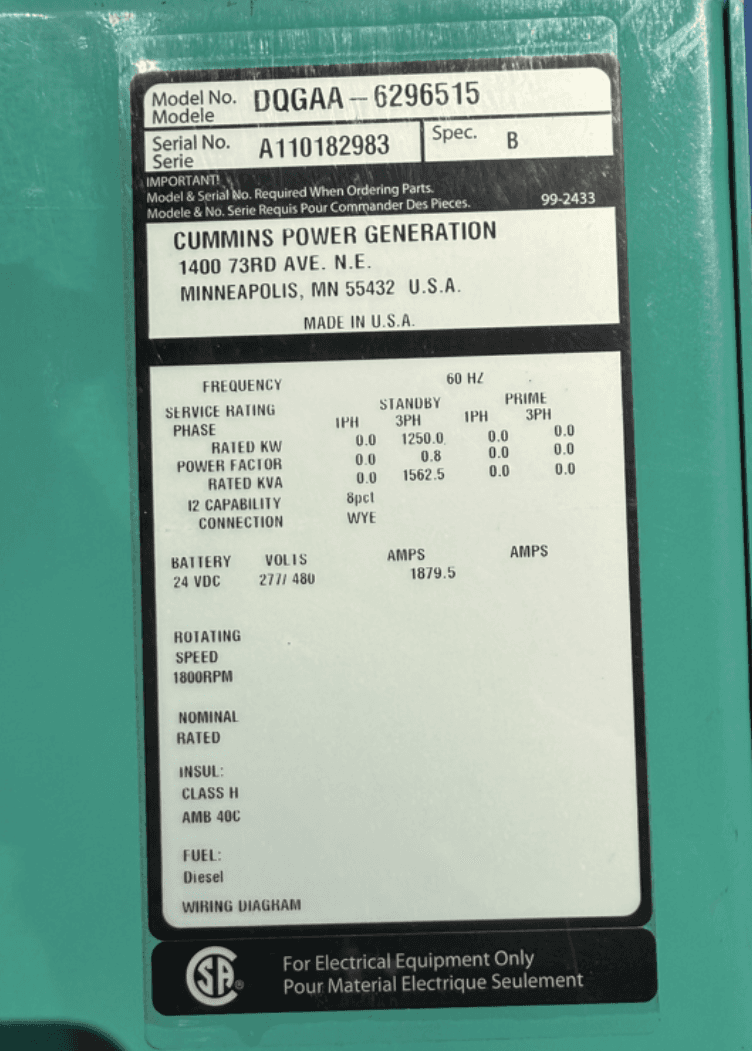 Model No. DQGAA – 6296515
Modele
Serial No. A110182983 Spec. B
Serie
IMPORTANT!
Model & Serial No. Required When Ordering Parts.
Modele & No. Serie Requis Pour Commander Des Pieces. 99-2433
CUMMINS POWER GENERATION
1400 73RD AVE. N.E.
MINNEAPOLIS, MN 55432 U.S.A.
MADE IN U.S.A.
FREQUENCY 60 HZ
SERVICE RATING STANDBY PRIME
PHASE 1PH 3PH 1PH 3PH
RATED KW 0.0 1250.0 0.0 0.0
POWER FACTOR 0.0 0.8 0.0 0.0
RATED KVA 0.0 1562.5 0.0 0.0
I2 CAPABILITY 8pct
CONNECTION WYE
BATTERY VOLTS AMPS AMPS
24 VDC 277/ 480 1879.5
ROTATING
SPEED
1800RPM
NOMINAL
RATED
INSUL:
CLASS H
AMB 40C
FUEL:
Diesel
WIRING DIAGRAM
SA® For Electrical Equipment Only
Pour Material Electrique Seulement